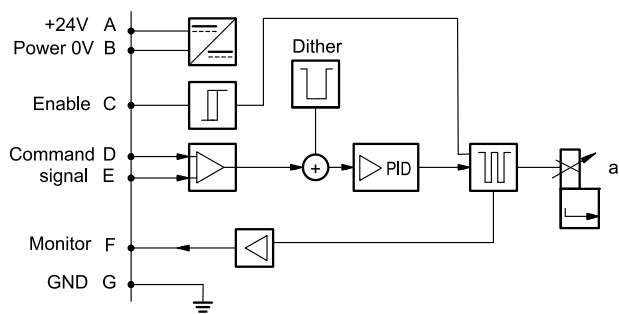 +24V A
Power 0V B
Dither
Enable C
Command D
signal E
+
PID
a
Monitor F
GND G